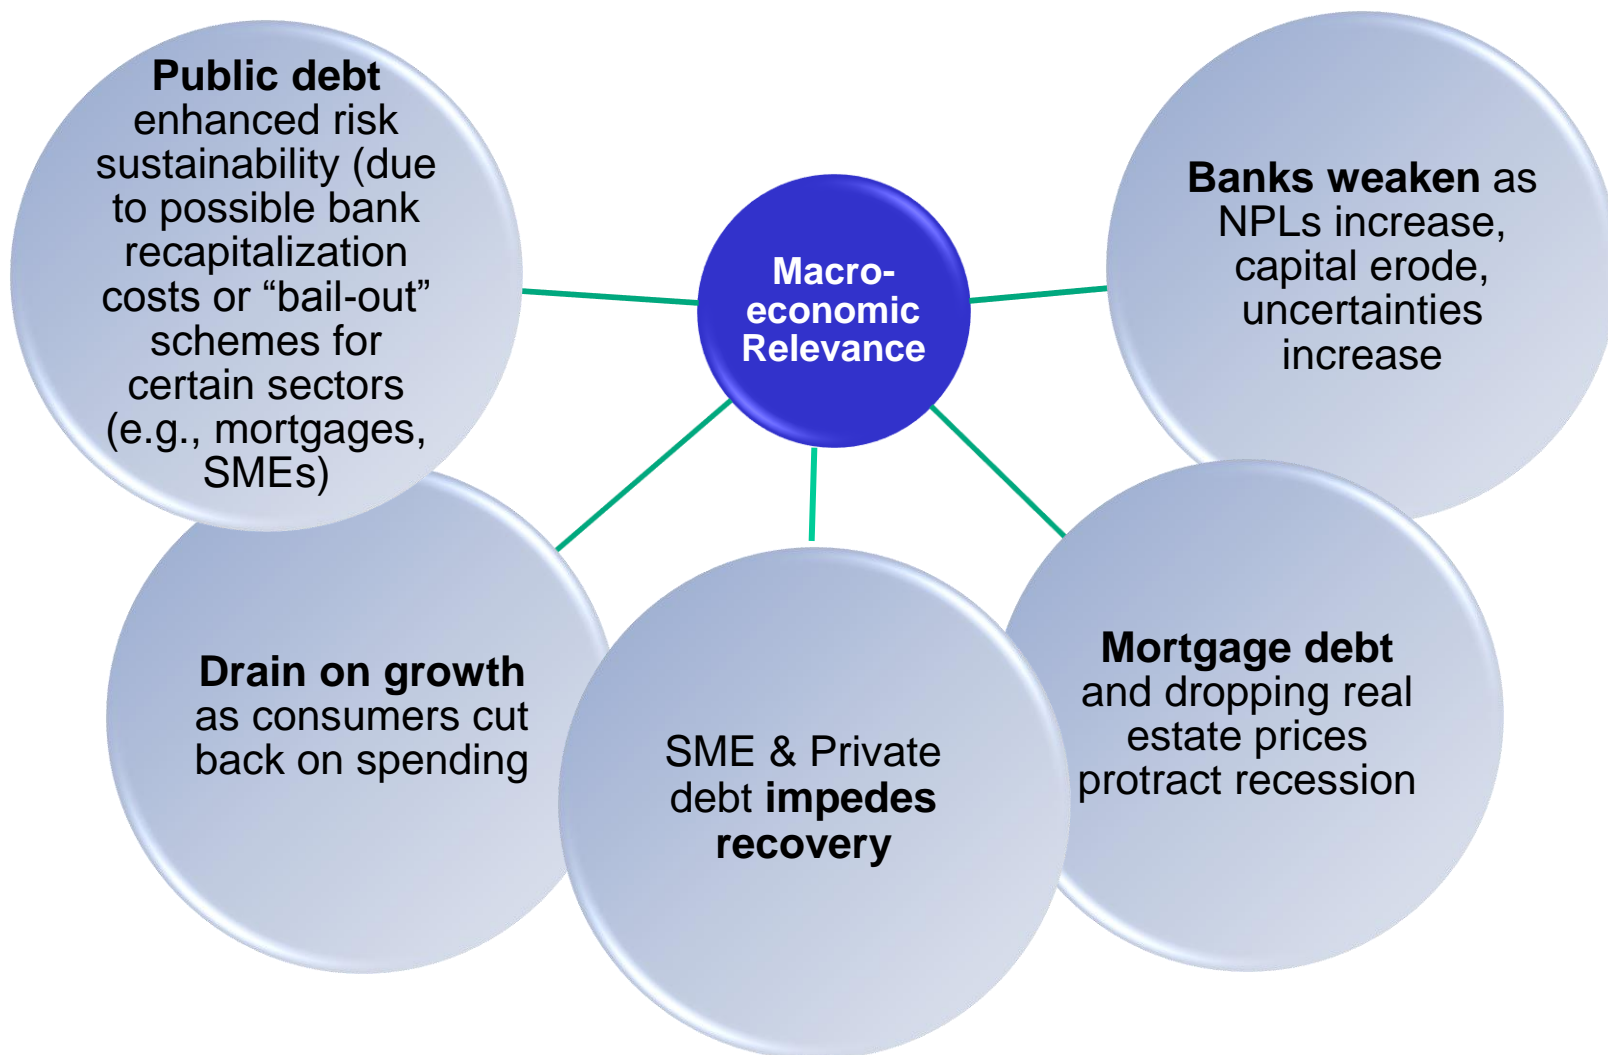 Public debt
enhanced risk
sustainability (due
to possible bank
recapitalization
costs or “bail-out”
schemes for
certain sectors
(e.g., mortgages,
SMEs)
Macro-
economic
Relevance
Banks weaken as
NPLs increase,
capital erode,
uncertainties
increase
Drain on growth
as consumers cut
back on spending
SME & Private
debt impedes
recovery
Mortgage debt
and dropping real
estate prices
protract recession